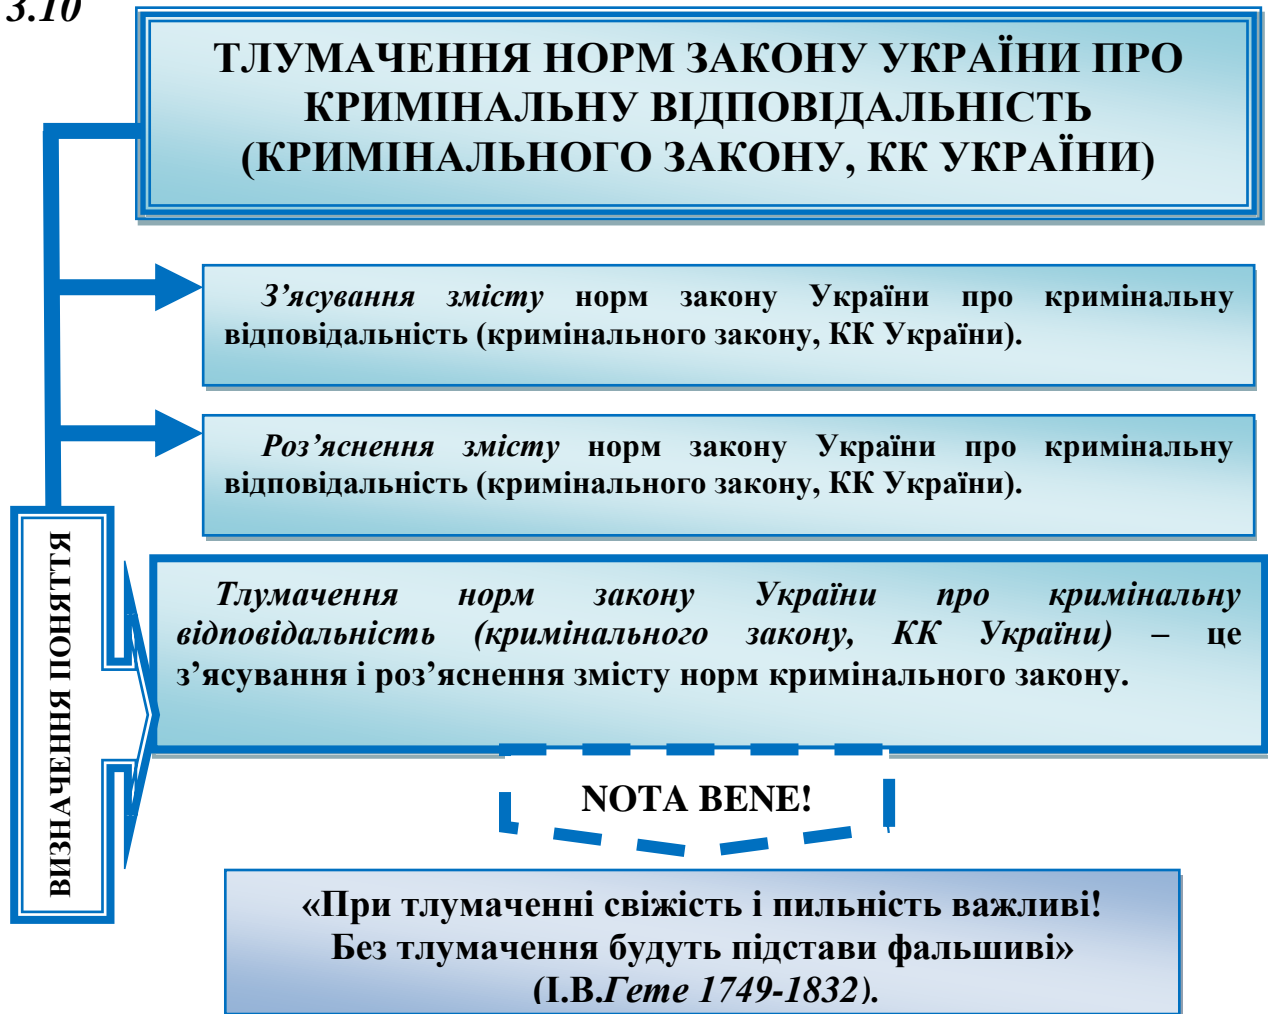 3.10
ТЛУМАЧЕННЯ НОРМ ЗАКОНУ УКРАЇНИ ПРО
КРИМІНАЛЬНУ ВІДПОВІДАЛЬНІСТЬ
(КРИМІНАЛЬНОГО ЗАКОНУ, КК УКРАЇНИ)
З’ясування змісту норм закону України про кримінальну
відповідальність (кримінального закону, КК України).
Роз’яснення змісту норм закону України про кримінальну
відповідальність (кримінального закону, КК України).
ВИЗНАЧЕННЯ ПОНЯТТЯ
Тлумачення норм закону України про кримінальну
відповідальність (кримінального закону, КК України) – це
з’ясування і роз’яснення змісту норм кримінального закону.
NOTA BENE!
«При тлумаченні свіжість і пильність важливі!
Без тлумачення будуть підстави фальшиві»
(І.В.Гете 1749-1832).